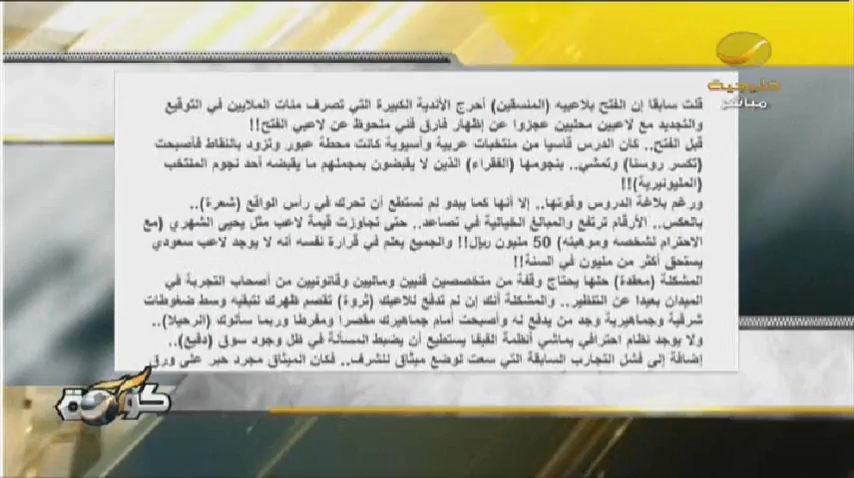 خليجية
مباشر
قلت سابقا إن الفتح بلاعبيه (المنسقين) أحرج الأندية الكبيرة التي تصرف مئات الملايين في التوقيع
والتجديد مع لاعبين محليين عجزوا عن إظهار فارق فني ملحوظ عن لاعبي الفتح!!
قبل الفتح.. كان الدرس قاسيا من منتخبات عربية وآسيوية كانت محطة عبور وتزود بالنقاط فأصبحت
(تكسر روسنا) وتمشي.. بنجومها (الفقراء) الذين لا يقبضون بمجملهم ما يقبضه أحد نجوم المنتخب
(المليونيرية)!!
ورغم بلاغة الدروس وقوتها.. إلا أنها كما يبدو لم تستطع أن تحرك في رأس الواقع (شعرة)..
بالعكس.. الأرقام ترتفع والمبالغ الخيالية في تصاعد.. حتى تجاوزت قيمة لاعب مثل يحيى الشهري (مع
الاحترام لشخصه وموهبته) 50 مليون ريال!! والجميع يعلم في قرارة نفسه أنه لا يوجد لاعب سعودي
يستحق أكثر من مليون في السنة!!
المشكلة (معقدة) حلها يحتاج وقفة من متخصصين فنيين وماليين وقانونيين من أصحاب التجربة في
الميدان بعيدا عن التنظير.. والمشكلة أنك إن لم تدفع للاعبك (ثروة) تقصم ظهرك لتبقيه وسط ضغوطات
شرفية وجماهيرية وجد من يدفع له وأصبحت أمام جماهيرك مقصرا ومفرطا وربما سألوك (الرحيلا)..
ولا يوجد نظام احترافي يماشي أنظمة الفيفا يستطيع أن يضبط المسألة في ظل وجود سوق (دفيع)..
إضافة إلى فشل التجارب السابقة التي سعت لوضع ميثاق للشرف.. فكان الميثاق مجرد حبر على ورق
كورة